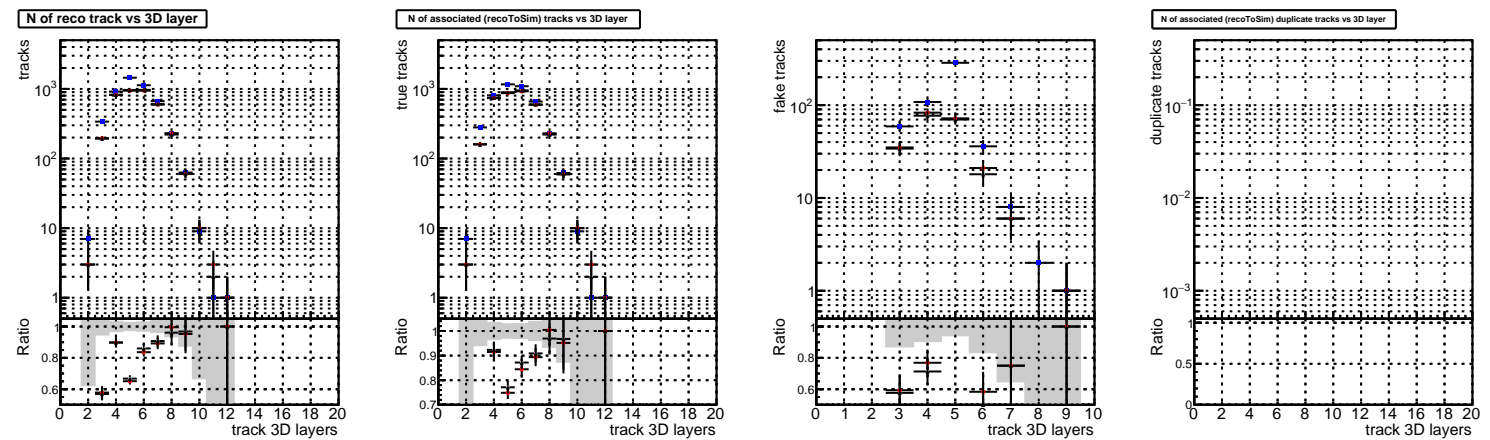 N of reco track vs 3D layer
tracks
10³
10²
10
1
Ratio
1
0.8
0.6
0 2 4 6 8 10 12 14 16 18 20
track 3D layers
N of associated (recoToSim) tracks vs 3D layer
true tracks
10³
10²
10
1
Ratio
1
0.9
0.8
0.7
0 2 4 6 8 10 12 14 16 18 20
track 3D layers
fake tracks
10²
10
1
Ratio
1
0.8
0.6
0 1 2 3 4 5 6 7 8 9 10
track 3D layers
N of associated (recoToSim) duplicate tracks vs 3D layer
duplicate tracks
10⁻¹
10⁻²
10⁻³
Ratio
1
0.5
0
0 2 4 6 8 10 12 14 16 18 20
track 3D layers